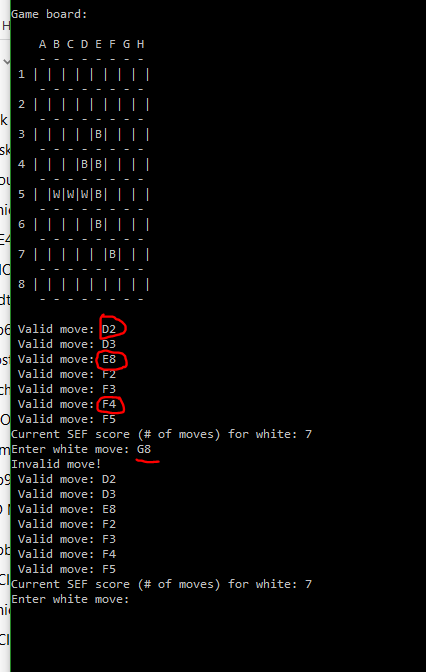 Game board:
A B C D E F G H
- - - - - - - -
1 | | | | | | | | |
- - - - - - - -
2 | | | | | | | | |
- - - - - - - -
3 | | | | |B| | | |
- - - - - - - -
4 | | | |B|B| | | |
- - - - - - - -
5 | |W|W|W|B| | | |
- - - - - - - -
6 | | | | |B| | | |
- - - - - - - -
7 | | | | | |B| | |
- - - - - - - -
8 | | | | | | | | |
- - - - - - - -
Valid move: D2
Valid move: D3
Valid move: E8
Valid move: F2
Valid move: F3
Valid move: F4
Valid move: F5
Current SEF score (# of moves) for white: 7
Enter white move: G8
Invalid move!
Valid move: D2
Valid move: D3
Valid move: E8
Valid move: F2
Valid move: F3
Valid move: F4
Valid move: F5
Current SEF score (# of moves) for white: 7
Enter white move: